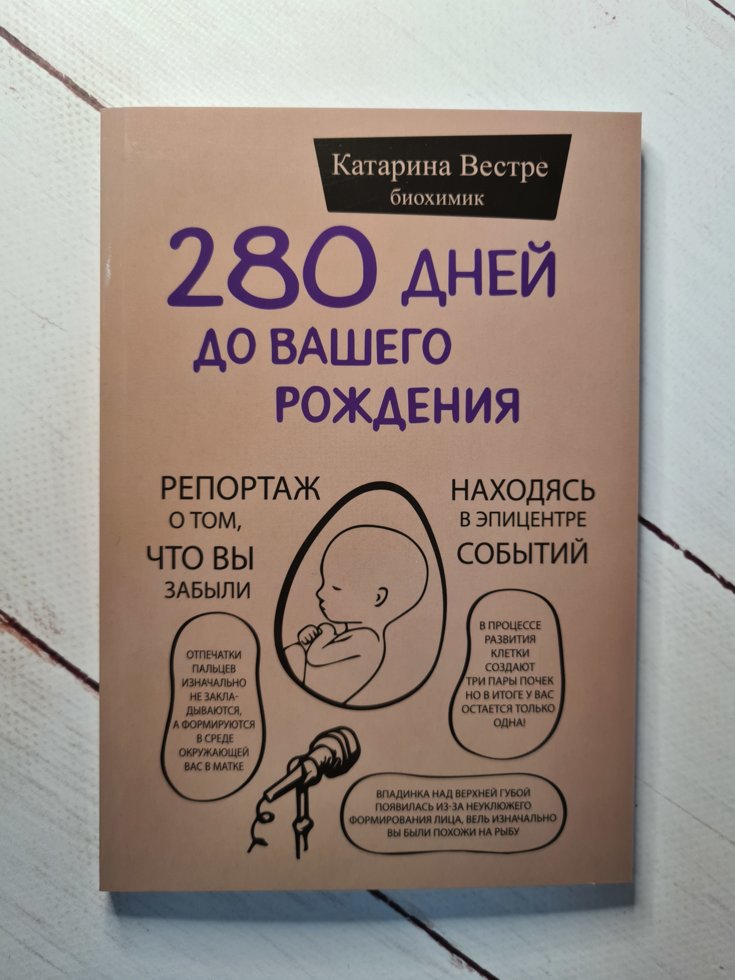 Катарина Вестре
биохимик
280 ДНЕЙ
ДО ВАШЕГО
РОЖДЕНИЯ
РЕПОРТАЖ
О ТОМ,
ЧТО ВЫ
ЗАБЫЛИ
НАХОДЯСЬ
В ЭПИЦЕНТРЕ
СОБЫТИЙ
ОТПЕЧАТКИ
ПАЛЬЦЕВ
ИЗНАЧАЛЬНО
НЕ ЗАКЛА-
ДЫВАЮТСЯ,
А ФОРМИРУЮТСЯ
В СРЕДЕ
ОКРУЖАЮЩЕЙ
ВАС В МАТКЕ
В ПРОЦЕССЕ
РАЗВИТИЯ
КЛЕТКИ
СОЗДАЮТ
ТРИ ПАРЫ ПОЧЕК
НО В ИТОГЕ У ВАС
ОСТАЕТСЯ ТОЛЬКО
ОДНА!
ВПАДИНКА НАД ВЕРХНЕЙ ГУБОЙ
ПОЯВИЛАСЬ ИЗ-ЗА НЕУКЛЮЖЕГО
ФОРМИРОВАНИЯ ЛИЦА, ВЕЛЬ ИЗНАЧАЛЬНО
ВЫ БЫЛИ ПОХОЖИ НА РЫБУ